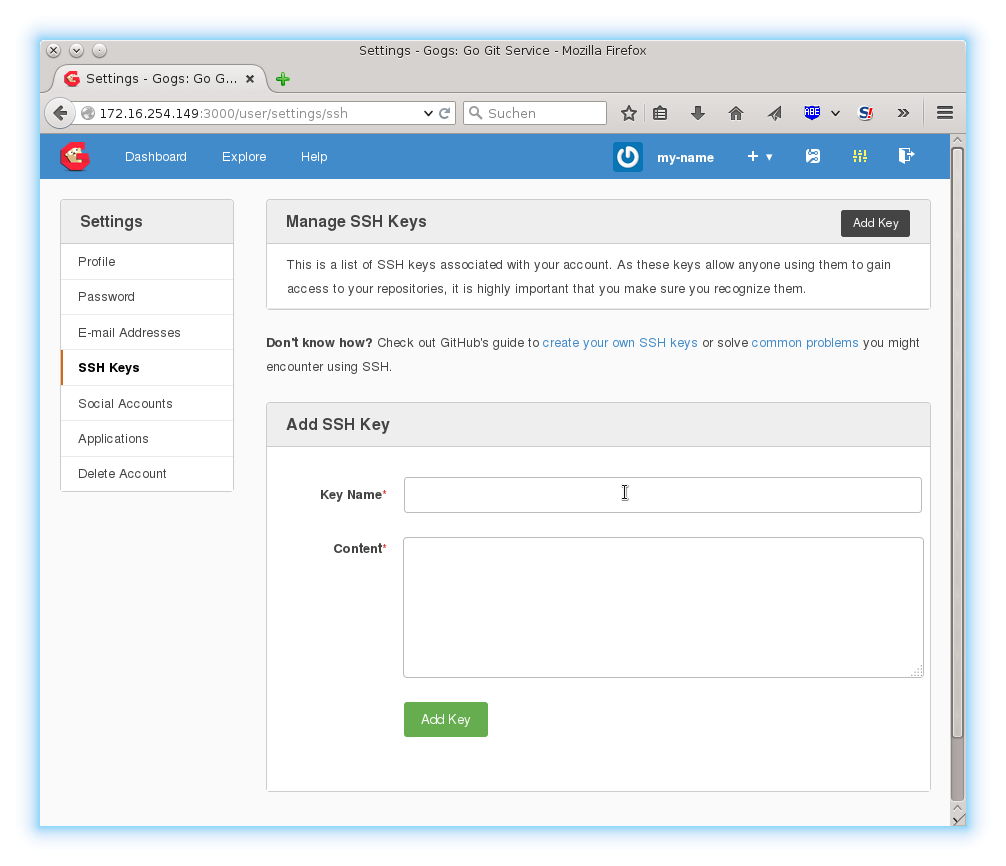 Settings - Gogs: Go Git Service - Mozilla Firefox
Settings - Gogs: Go G...
172.16.254.149:3000/user/settings/ssh
Suchen
ABE
S!
Dashboard Explore Help my-name
Settings
Profile
Password
E-mail Addresses
SSH Keys
Social Accounts
Applications
Delete Account
Manage SSH Keys Add Key
This is a list of SSH keys associated with your account. As these keys allow anyone using them to gain
access to your repositories, it is highly important that you make sure you recognize them.
Don't know how? Check out GitHub's guide to create your own SSH keys or solve common problems you might
encounter using SSH.
Add SSH Key
Key Name*
Content*
Add Key